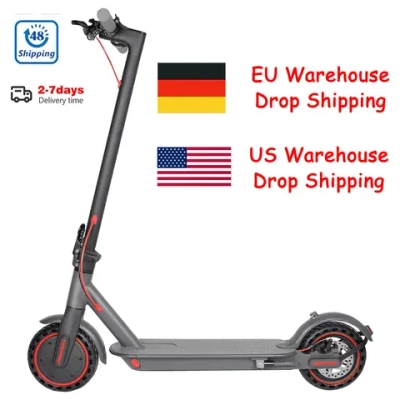 48
Shipping
2-7days
Delivery time
EU Warehouse
Drop Shipping
US Warehouse
Drop Shipping